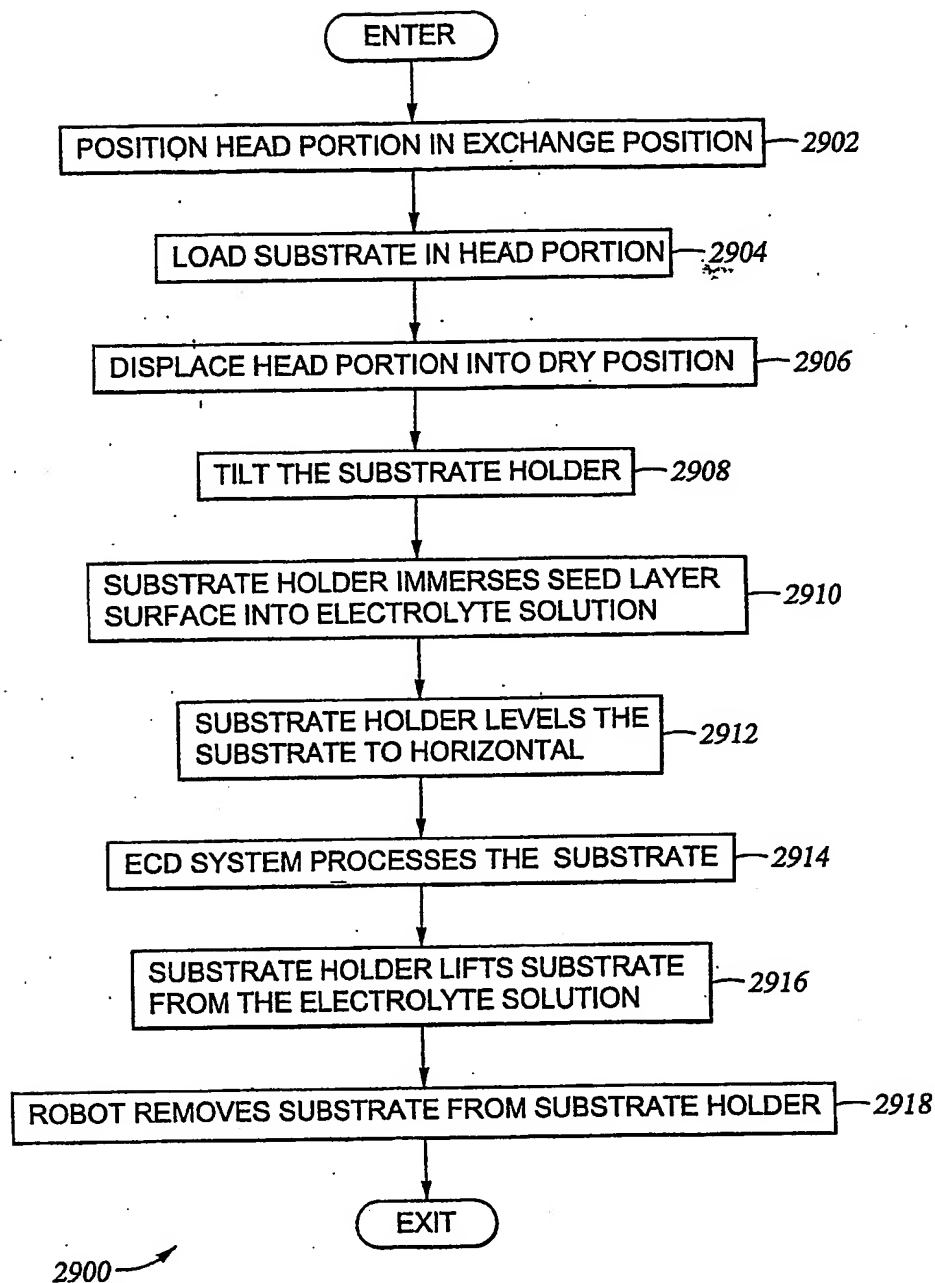 ENTER
POSITION HEAD PORTION IN EXCHANGE POSITION
2902
LOAD SUBSTRATE IN HEAD PORTION
2904
DISPLACE HEAD PORTION INTO DRY POSITION
2906
TILT THE SUBSTRATE HOLDER
2908
SUBSTRATE HOLDER IMMERSES SEED LAYER
SURFACE INTO ELECTROLYTE SOLUTION
2910
SUBSTRATE HOLDER LEVELS THE
SUBSTRATE TO HORIZONTAL
2912
ECD SYSTEM PROCESSES THE SUBSTRATE
2914
SUBSTRATE HOLDER LIFTS SUBSTRATE
FROM THE ELECTROLYTE SOLUTION
2916
ROBOT REMOVES SUBSTRATE FROM SUBSTRATE HOLDER
2918
EXIT
2900